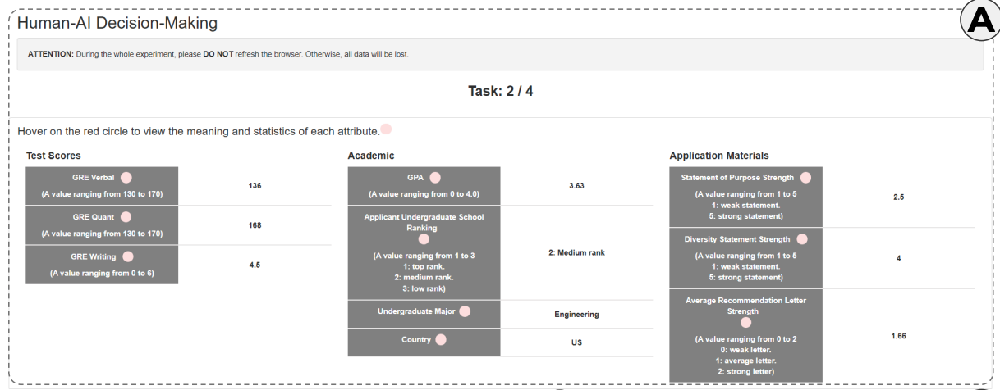 A
Human-AI Decision-Making
ATTENTION: During the whole experiment, please DO NOT refresh the browser. Otherwise, all data will be lost.
Task: 2 / 4
Hover on the red circle to view the meaning and statistics of each attribute.
Test Scores
GRE Verbal
(A value ranging from 130 to 170)
136
GRE Quant
(A value ranging from 130 to 170)
168
GRE Writing
(A value ranging from 0 to 6)
4.5
Academic
GPA
(A value ranging from 0 to 4.0)
3.63
Applicant Undergraduate School
Ranking
(A value ranging from 1 to 3
1: top rank.
2: medium rank.
3: low rank)
2: Medium rank
Undergraduate Major
Engineering
Country
US
Application Materials
Statement of Purpose Strength
(A value ranging from 1 to 5
1: weak statement.
5: strong statement)
2.5
Diversity Statement Strength
(A value ranging from 1 to 5
1: weak statement.
5: strong statement)
4
Average Recommendation Letter
Strength
(A value ranging from 0 to 2
0: weak letter.
1: average letter.
2: strong letter)
1.66